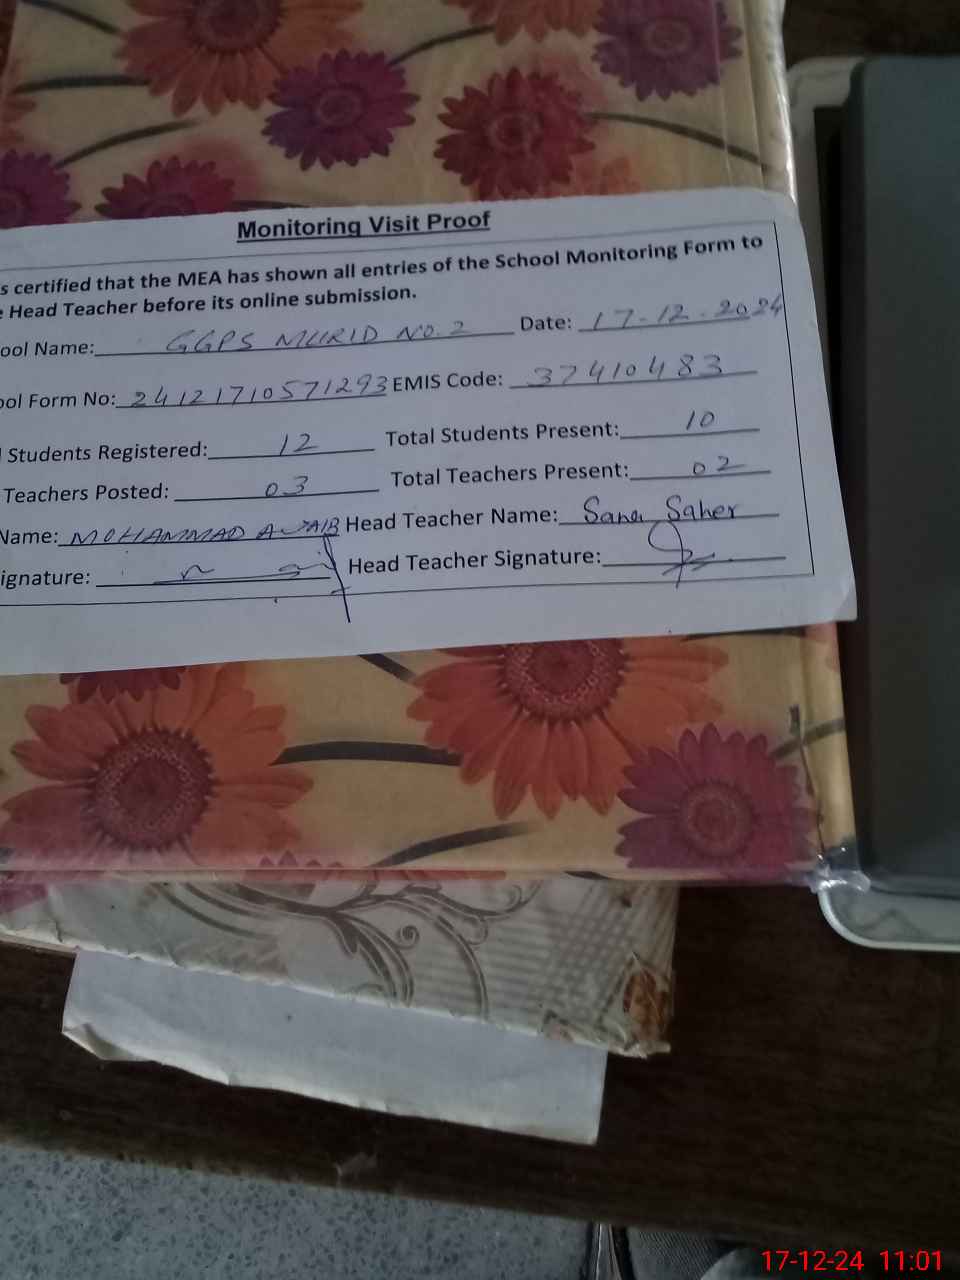 Monitoring Visit Proof
s certified that the MEA has shown all entries of the School Monitoring Form to
e Head Teacher before its online submission.
ool Name: GGPS MURID NO. 2 Date: 17-12-2024
ool Form No: 24121710571293 EMIS Code: 37410483
l Students Registered: 12 Total Students Present: 10
Teachers Posted: 03 Total Teachers Present: 02
Name: MOHAMMAD Head Teacher Name: Sana Saher
ignature: Head Teacher Signature:
17-12-24 11:01